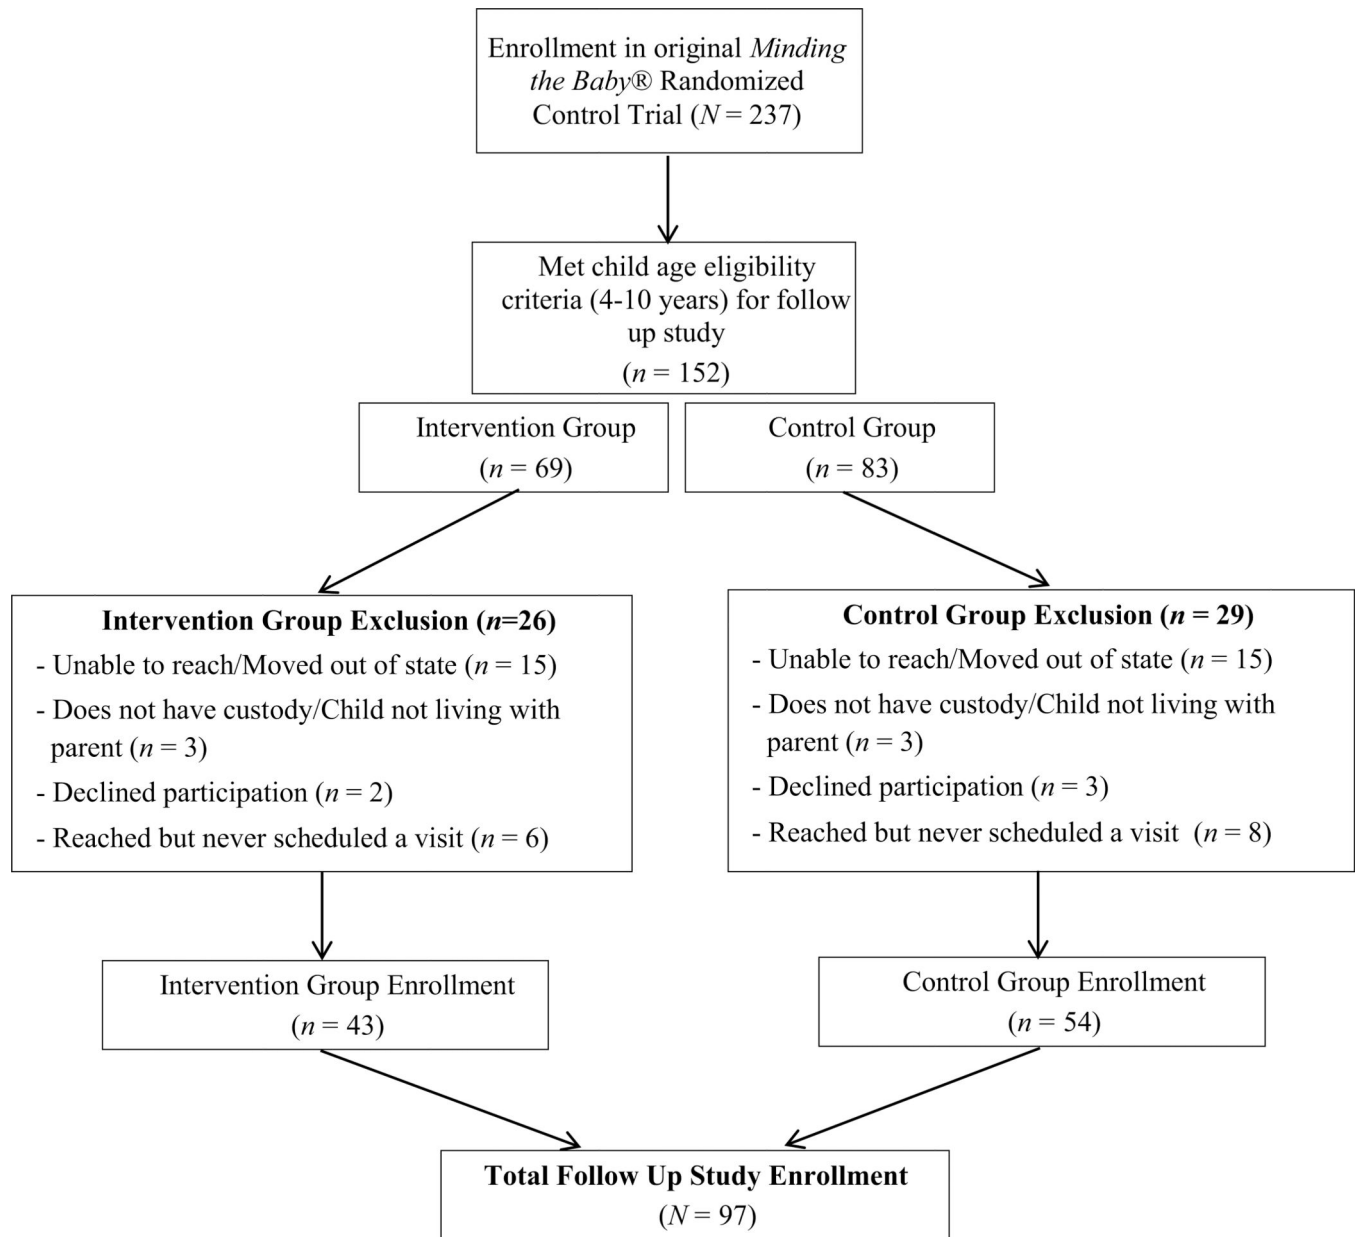 Enrollment in original Minding
the Baby® Randomized
Control Trial (N = 237)
Met child age eligibility
criteria (4-10 years) for follow
up study
(n = 152)
Intervention Group
(n = 69)
Control Group
(n = 83)
Intervention Group Exclusion (n=26)
- Unable to reach/Moved out of state (n = 15)
- Does not have custody/Child not living with
parent (n = 3)
- Declined participation (n = 2)
- Reached but never scheduled a visit (n = 6)
Control Group Exclusion (n = 29)
- Unable to reach/Moved out of state (n = 15)
- Does not have custody/Child not living with
parent (n = 3)
- Declined participation (n = 3)
- Reached but never scheduled a visit (n = 8)
Intervention Group Enrollment
(n = 43)
Control Group Enrollment
(n = 54)
Total Follow Up Study Enrollment
(N = 97)